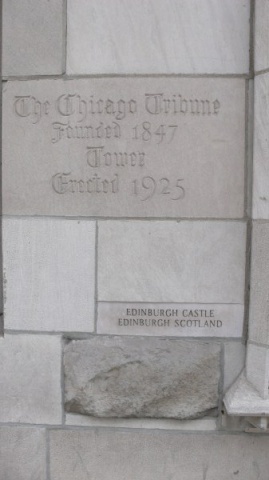 The Chicago Tribune
Founded 1847
Tower
Erected 1925
EDINBURGH CASTLE
EDINBURGH SCOTLAND